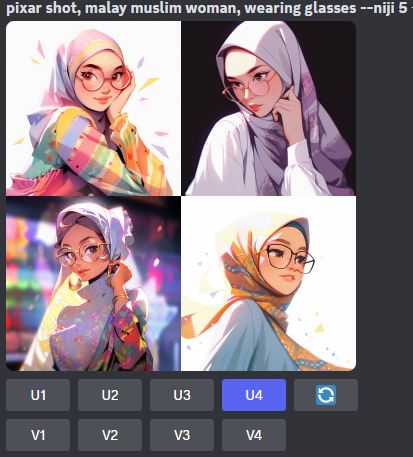 pixar shot, malay muslim woman, wearing glasses --niji 5
U1 U2 U3 U4
V1 V2 V3 V4